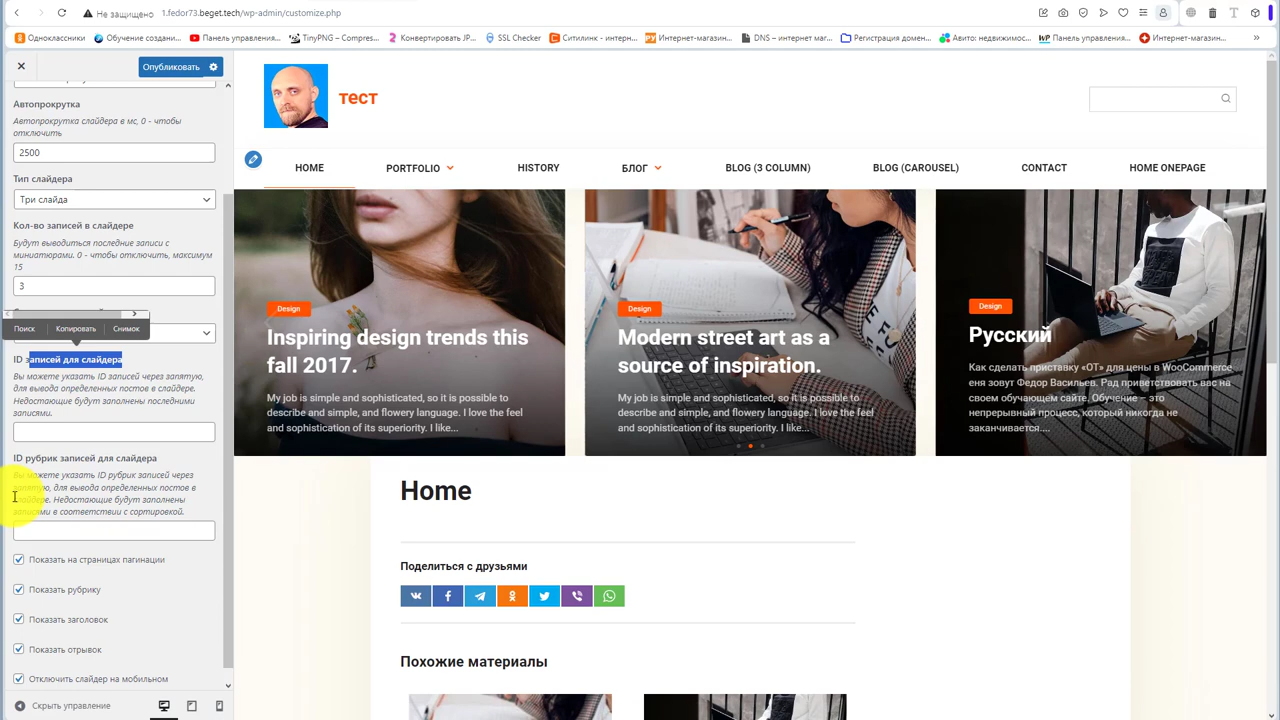 Не защищено
1.fedor73.beget.tech/wp-admin/customize.php
Одноклассники
Обучение создани...
Панель управления...
TinyPNG – Compres...
Конвертировать JP...
SSL Checker
Ситилинк - интерн...
Интернет-магазин...
DNS – интернет маг...
Регистрация домен...
Авито: недвижимос...
Панель управления...
Интернет-магазин...
Опубликовать
Автопрокрутка
Автопрокрутка слайдера в мс, 0 - чтобы
отключить
2500
Тип слайдера
Три слайда
Кол-во записей в слайдере
Будут выводиться последние записи с
миниатюрами. 0 - чтобы отключить, максимум
15
3
Поиск
Копировать
Снимок
ID записей для слайдера
Вы можете указать ID записей через запятую,
для вывода определенных постов в слайдере.
Недостающие будут заполнены последними
записями.
ID рубрик записей для слайдера
Вы можете указать ID рубрик записей через
запятую, для вывода определенных постов в
слайдере. Недостающие будут заполнены
записями в соответствии с сортировкой.
Показать на страницах пагинации
Показать рубрику
Показать заголовок
Показать отрывок
Отключить слайдер на мобильном
Скрыть управление
тест
HOME
PORTFOLIO
HISTORY
БЛОГ
BLOG (3 COLUMN)
BLOG (CAROUSEL)
CONTACT
HOME ONEPAGE
Design
Inspiring design trends this
fall 2017.
My job is simple and sophisticated, so it is possible to
describe and simple, and flowery language. I love the feel
and sophistication of its superiority. I like...
Design
Modern street art as a
source of inspiration.
My job is simple and sophisticated, so it is possible to
describe and simple, and flowery language. I love the feel
and sophistication of its superiority. I like...
Design
Русский
Как сделать приставку «ОТ» для цены в WooCommerce
еня зовут Федор Васильев. Рад приветствовать вас на
своем обучающем сайте. Обучение – это
непрерывный процесс, который никогда не
заканчивается....
Home
Поделиться с друзьями
Похожие материалы